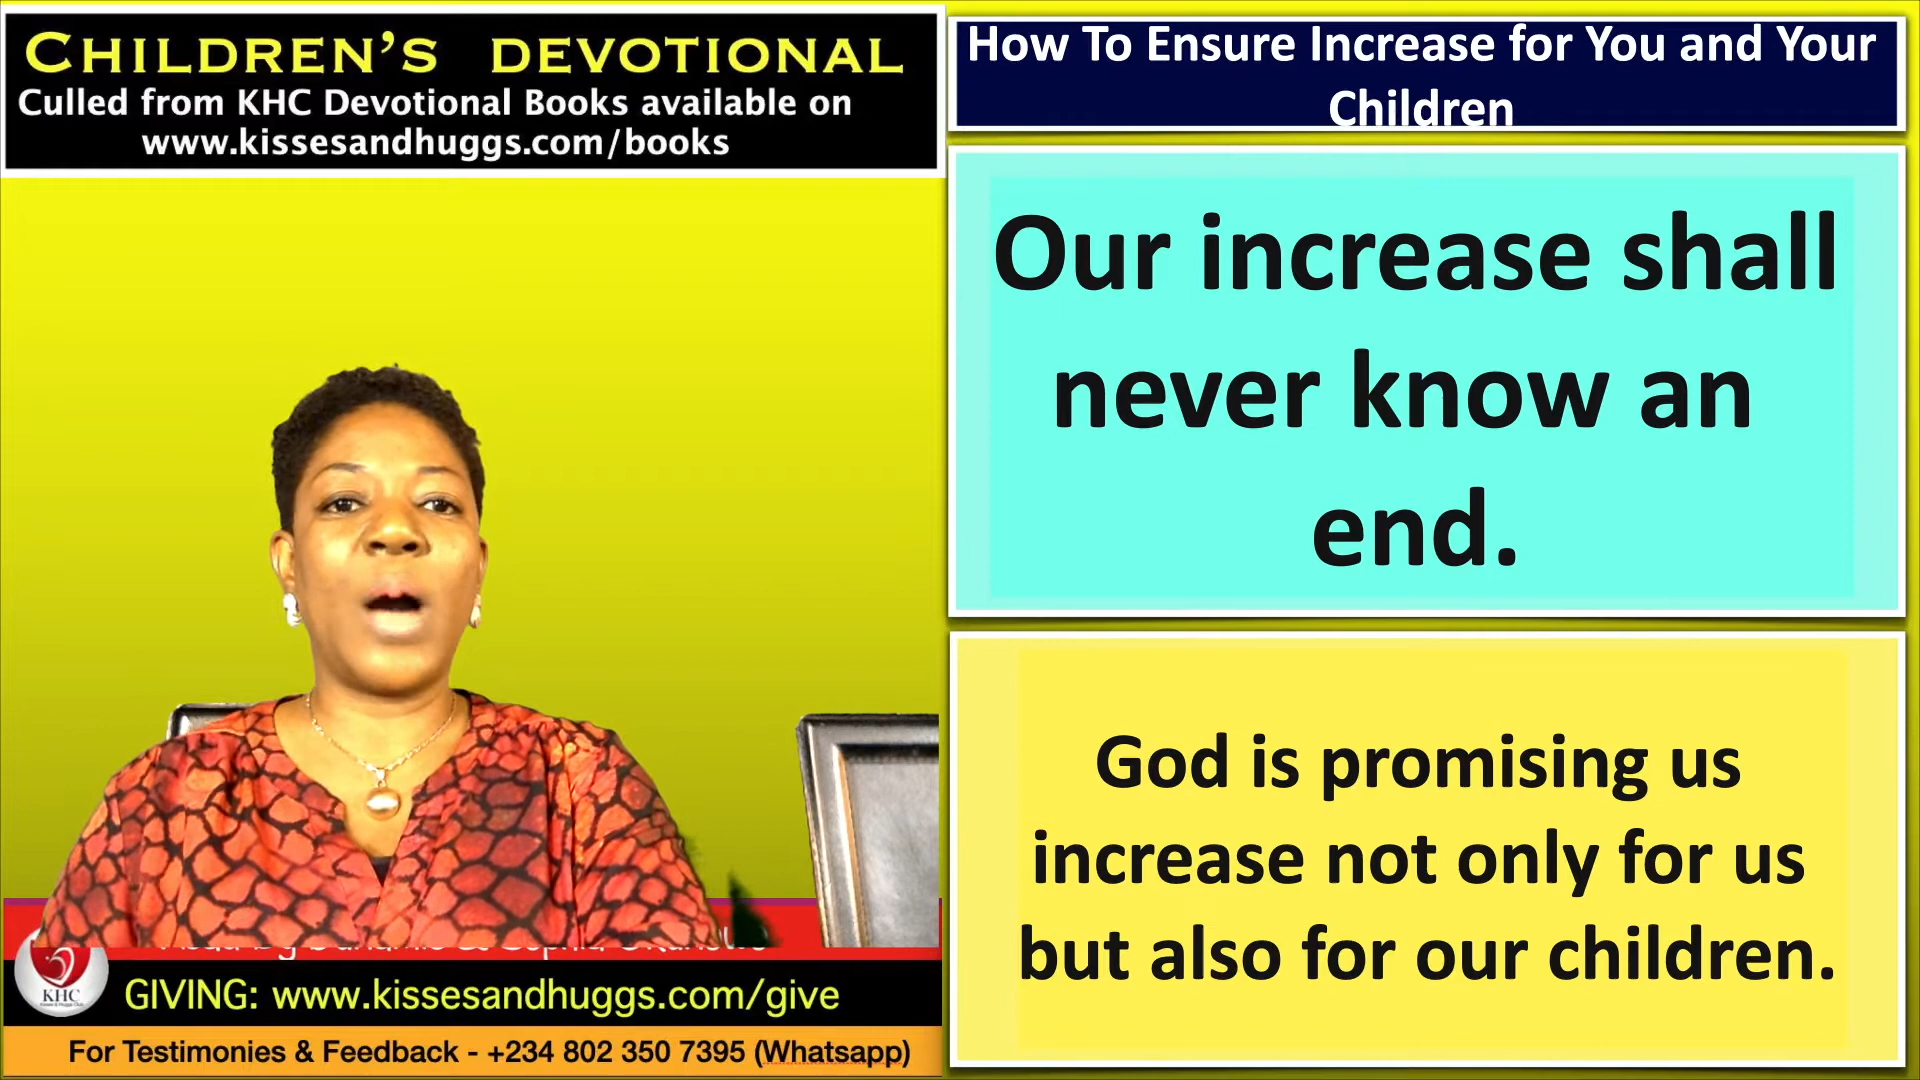 CHILDREN'S DEVOTIONAL
Culled from KHC Devotional Books available on
www.kissesandhuggs.com/books
How To Ensure Increase for You and Your
Children
Our increase shall
never know an
end.
God is promising us
increase not only for us
but also for our children.
KHC
GIVING: www.kissesandhuggs.com/give
For Testimonies & Feedback - +234 802 350 7395 (Whatsapp)